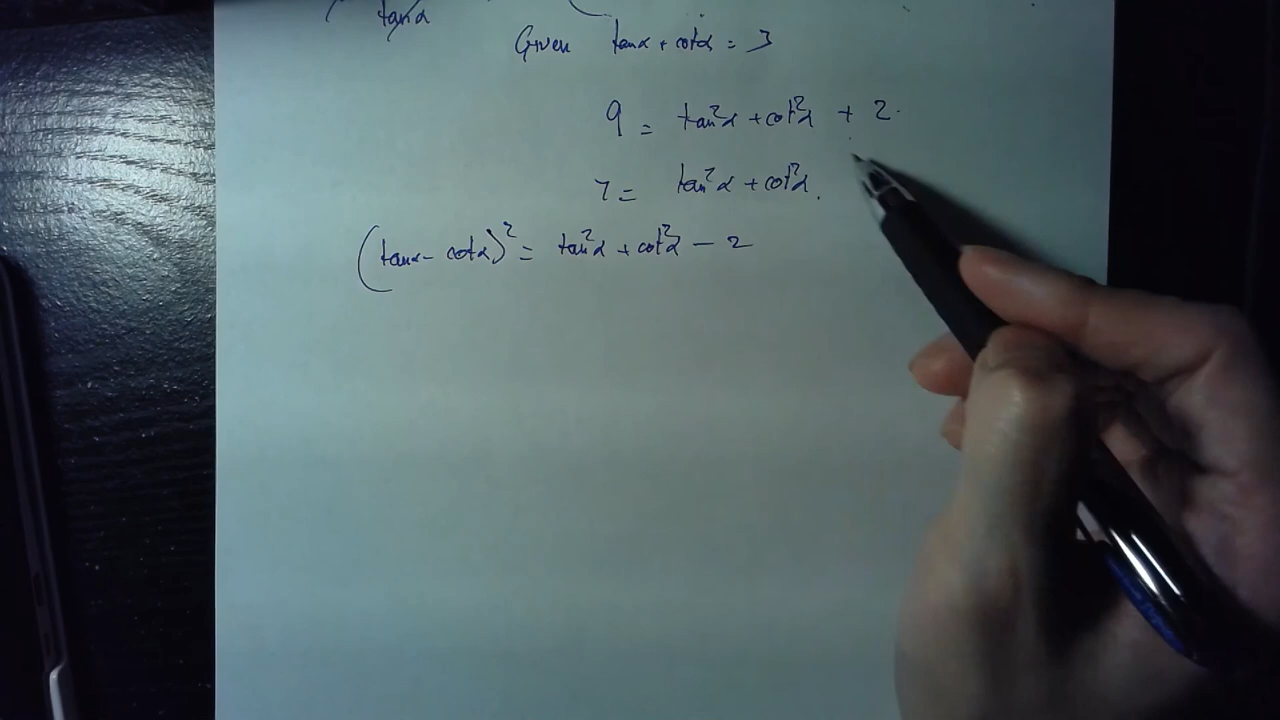 tanα
Given tanα + cotα = 3
9 = tan²α + cot²α + 2.
7 = tan²α + cot²α.
(tanα - cotα)² = tan²α + cot²α - 2